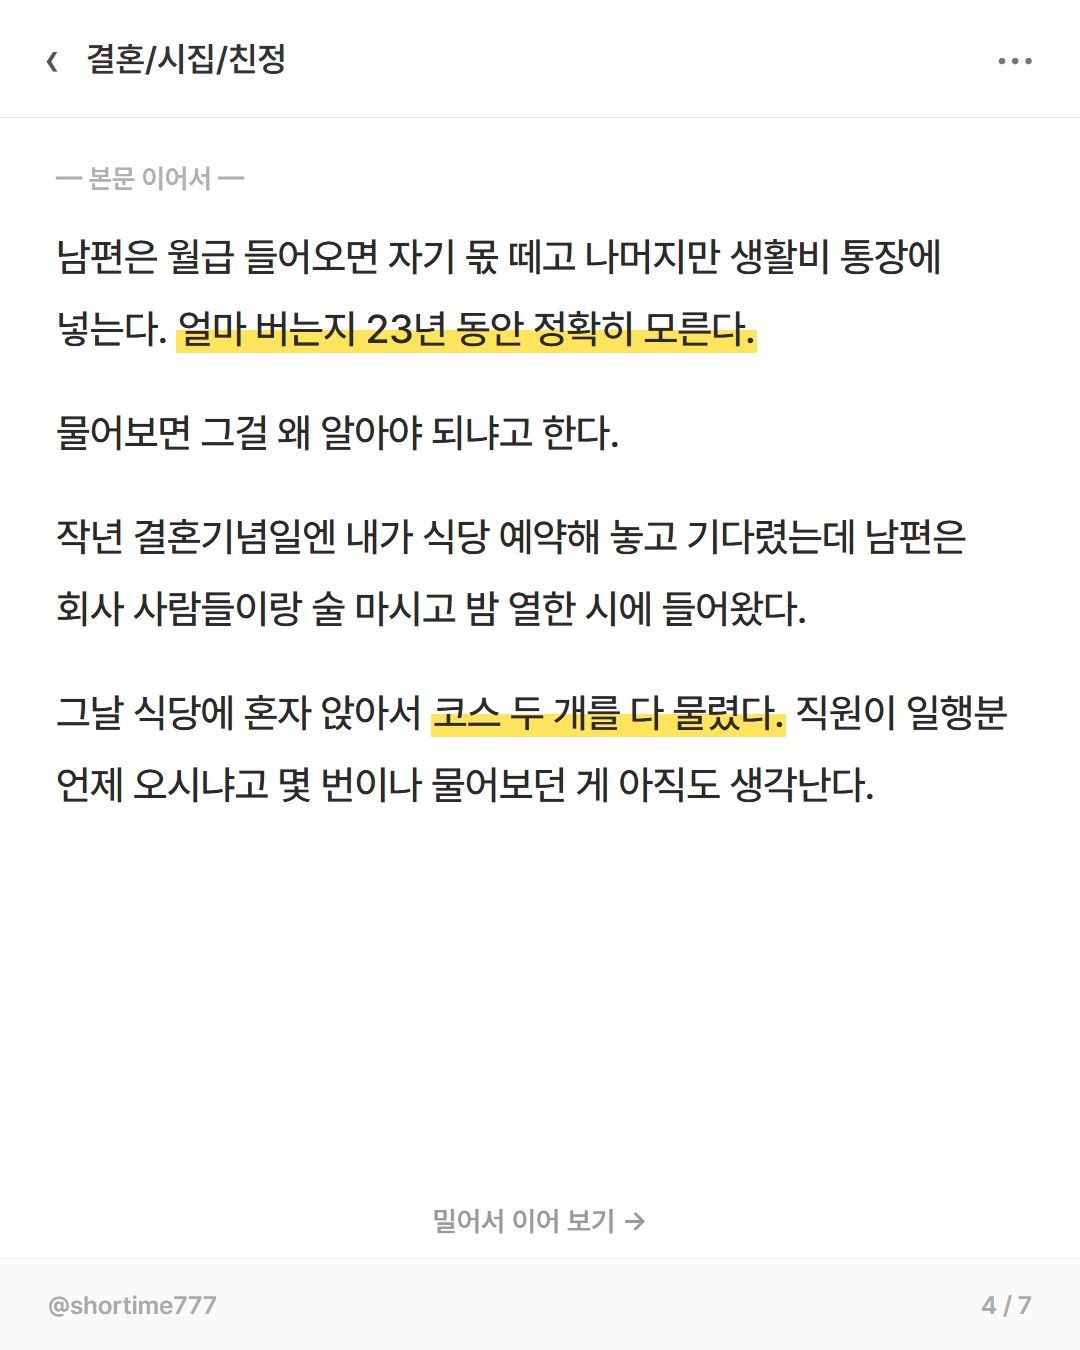 결혼/시집/친정
— 본문 이어서 —
남편은 월급 들어오면 자기 몫 떼고 나머지만 생활비 통장에
넣는다. 얼마 버는지 23년 동안 정확히 모른다.
물어보면 그걸 왜 알아야 되냐고 한다.
작년 결혼기념일엔 내가 식당 예약해 놓고 기다렸는데 남편은
회사 사람들이랑 술 마시고 밤 열한 시에 들어왔다.
그날 식당에 혼자 앉아서 코스 두 개를 다 물렸다. 직원이 일행분
언제 오시냐고 몇 번이나 물어보던 게 아직도 생각난다.
밀어서 이어 보기 →
@shortime777
4 / 7